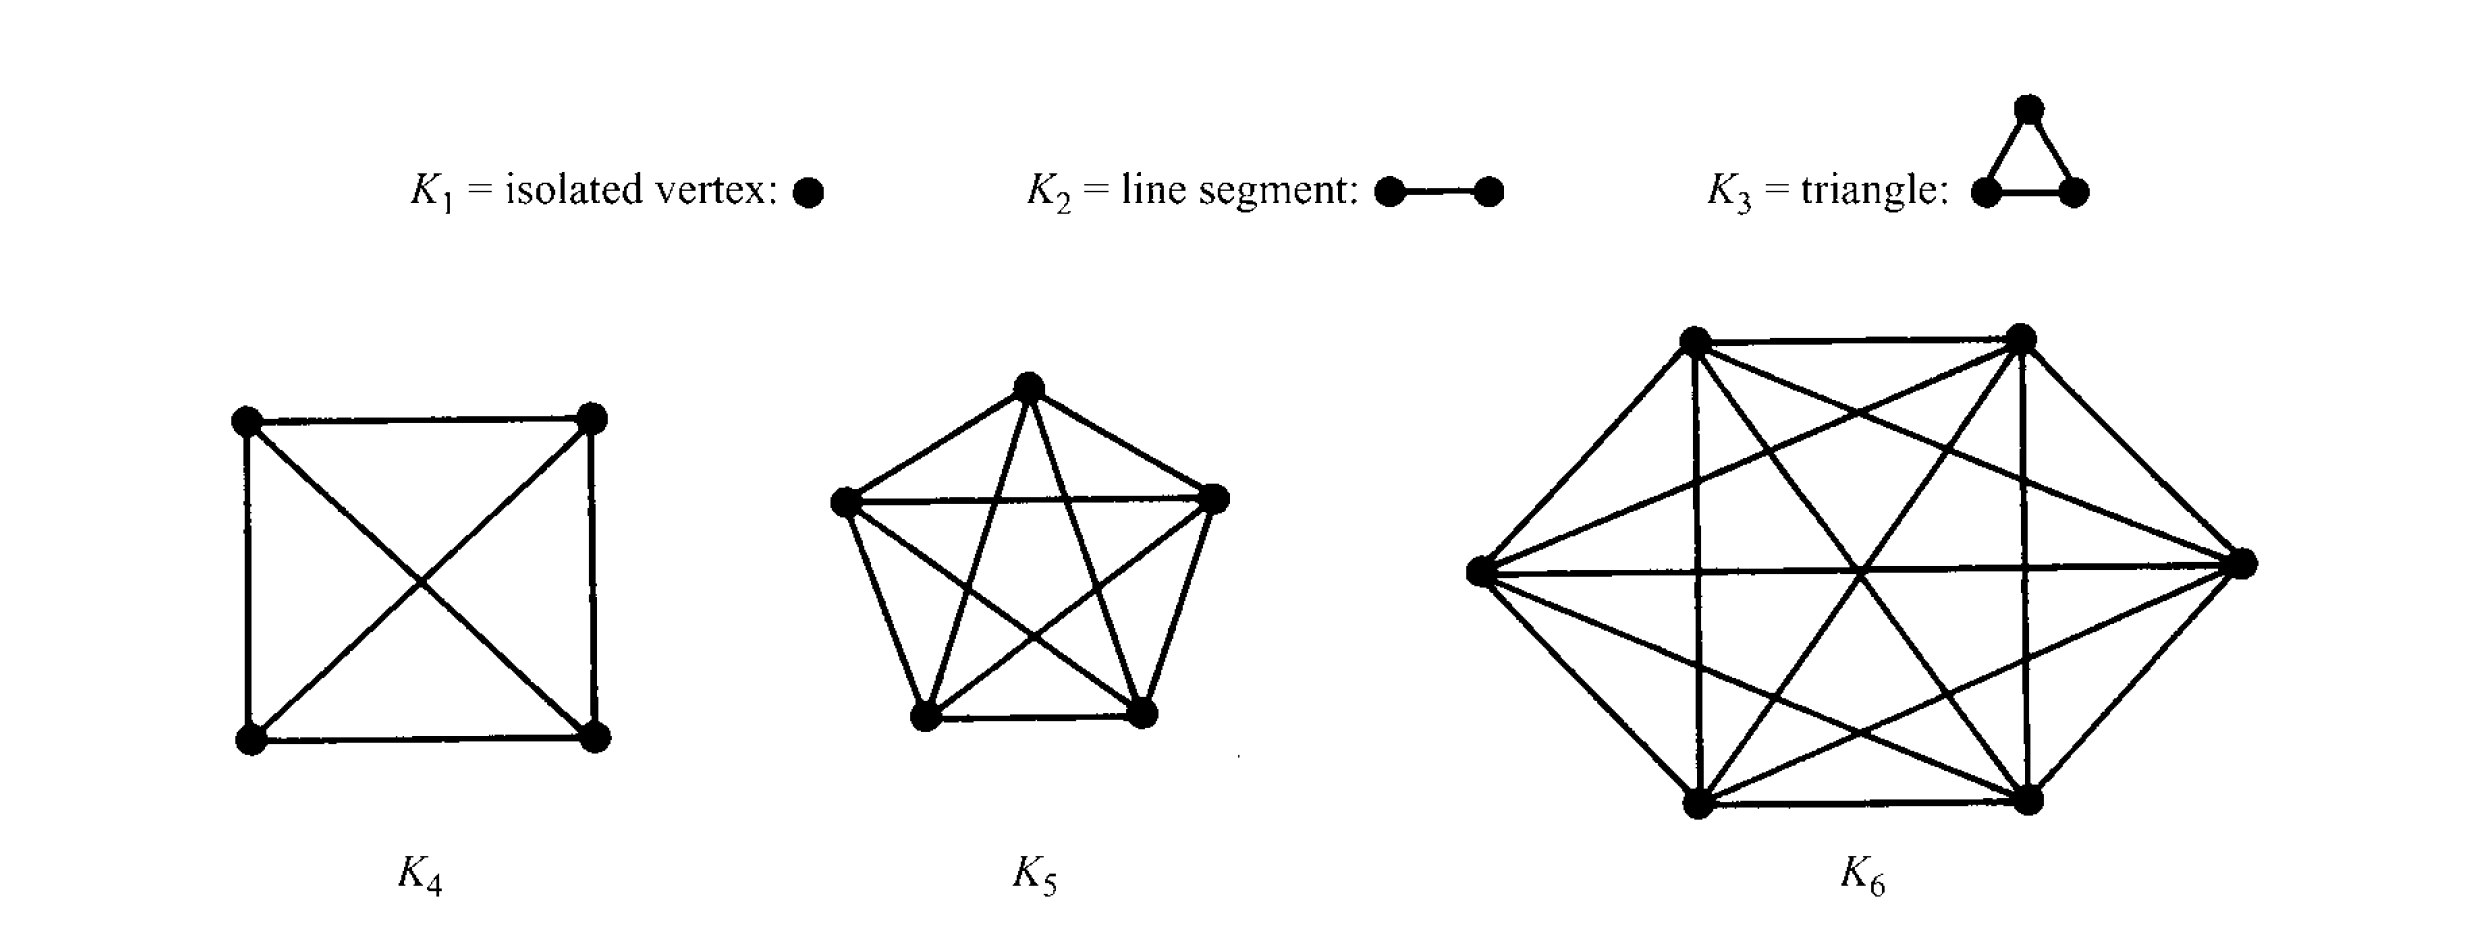 K₁ = isolated vertex: K₂ = line segment: K₃ = triangle:
K₄ K₅ K₆